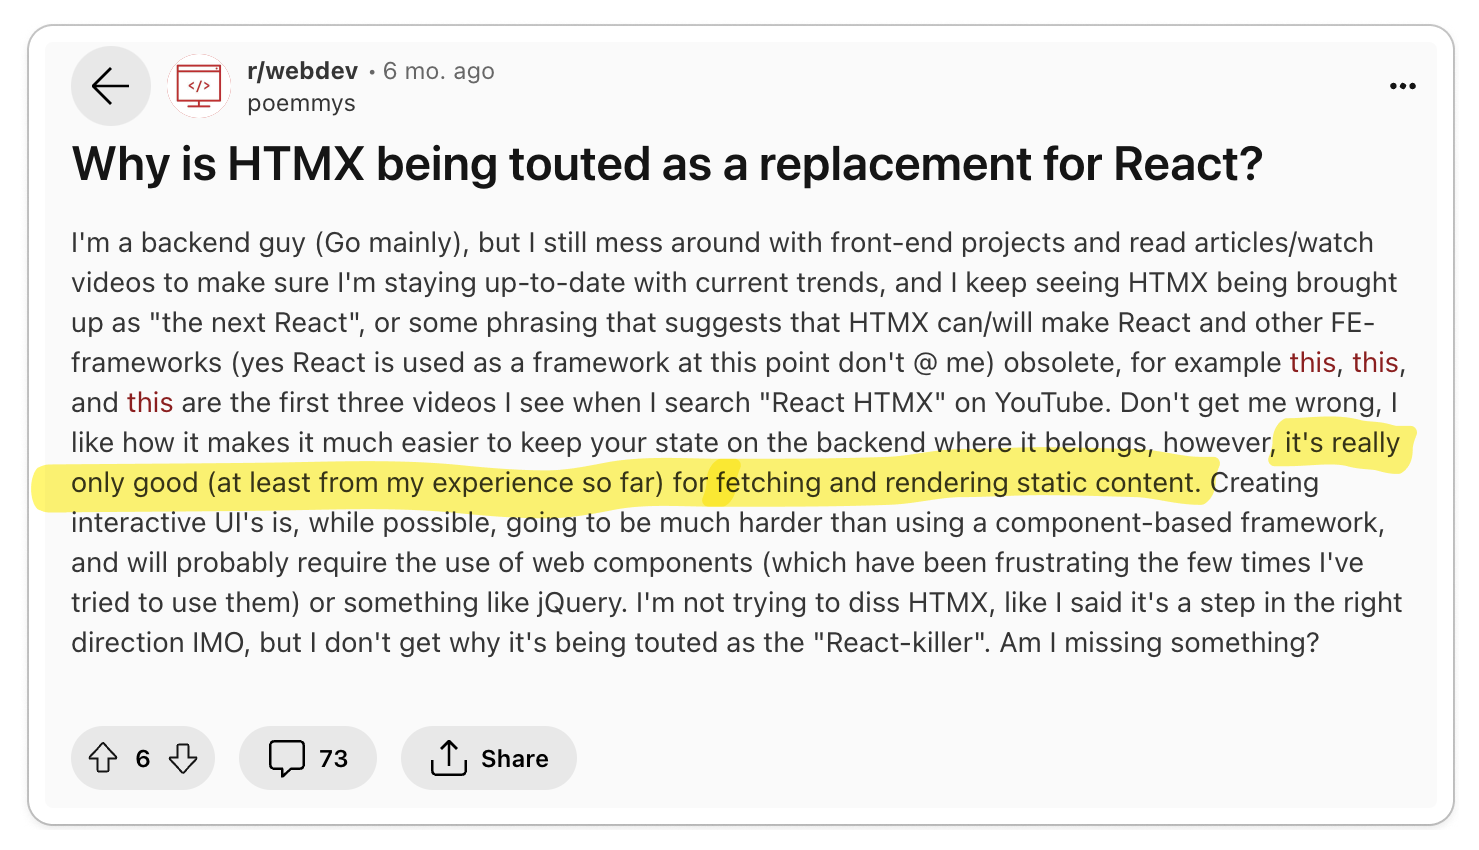 r/webdev • 6 mo. ago
poemmys
Why is HTMX being touted as a replacement for React?
I'm a backend guy (Go mainly), but I still mess around with front-end projects and read articles/watch
videos to make sure I'm staying up-to-date with current trends, and I keep seeing HTMX being brought
up as "the next React", or some phrasing that suggests that HTMX can/will make React and other FE-
frameworks (yes React is used as a framework at this point don't @ me) obsolete, for example this, this,
and this are the first three videos I see when I search "React HTMX" on YouTube. Don't get me wrong, I
like how it makes it much easier to keep your state on the backend where it belongs, however, it's really
only good (at least from my experience so far) for fetching and rendering static content. Creating
interactive UI's is, while possible, going to be much harder than using a component-based framework,
and will probably require the use of web components (which have been frustrating the few times I've
tried to use them) or something like jQuery. I'm not trying to diss HTMX, like I said it's a step in the right
direction IMO, but I don't get why it's being touted as the "React-killer". Am I missing something?
6 73 Share